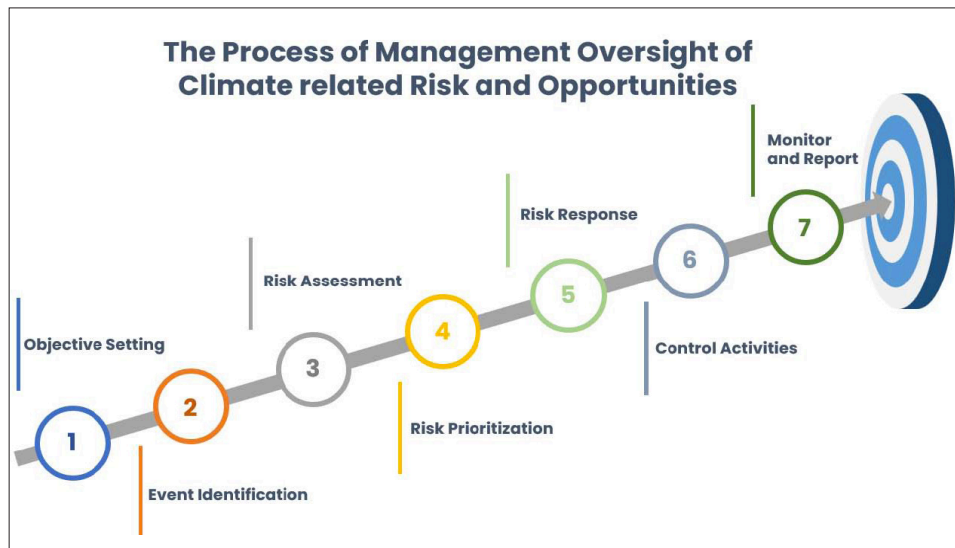 The Process of Management Oversight of
Climate related Risk and Opportunities
1
Objective Setting
2
Event Identification
3
Risk Assessment
4
Risk Prioritization
5
Risk Response
6
Control Activities
7
Monitor
and Report